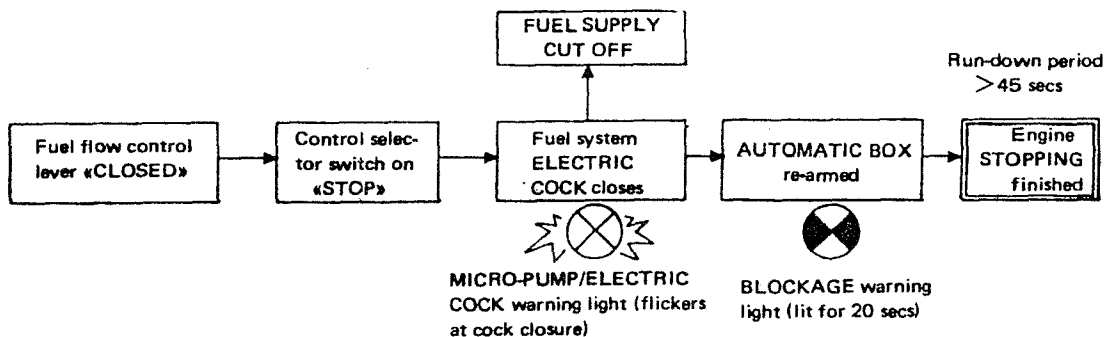 FUEL SUPPLY
CUT OFF
Run-down period
>45 secs
Fuel flow control
lever «CLOSED»
Control selec-
tor switch on
«STOP»
Fuel system
ELECTRIC
COCK closes
AUTOMATIC BOX
re-armed
Engine
STOPPING
finished
MICRO-PUMP/ELECTRIC
COCK warning light (flickers
at cock closure)
BLOCKAGE warning
light (lit for 20 secs)